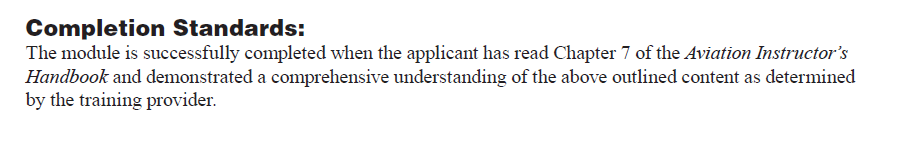 Completion Standards:
The module is successfully completed when the applicant has read Chapter 7 of the Aviation Instructor's
Handbook and demonstrated a comprehensive understanding of the above outlined content as determined
by the training provider.